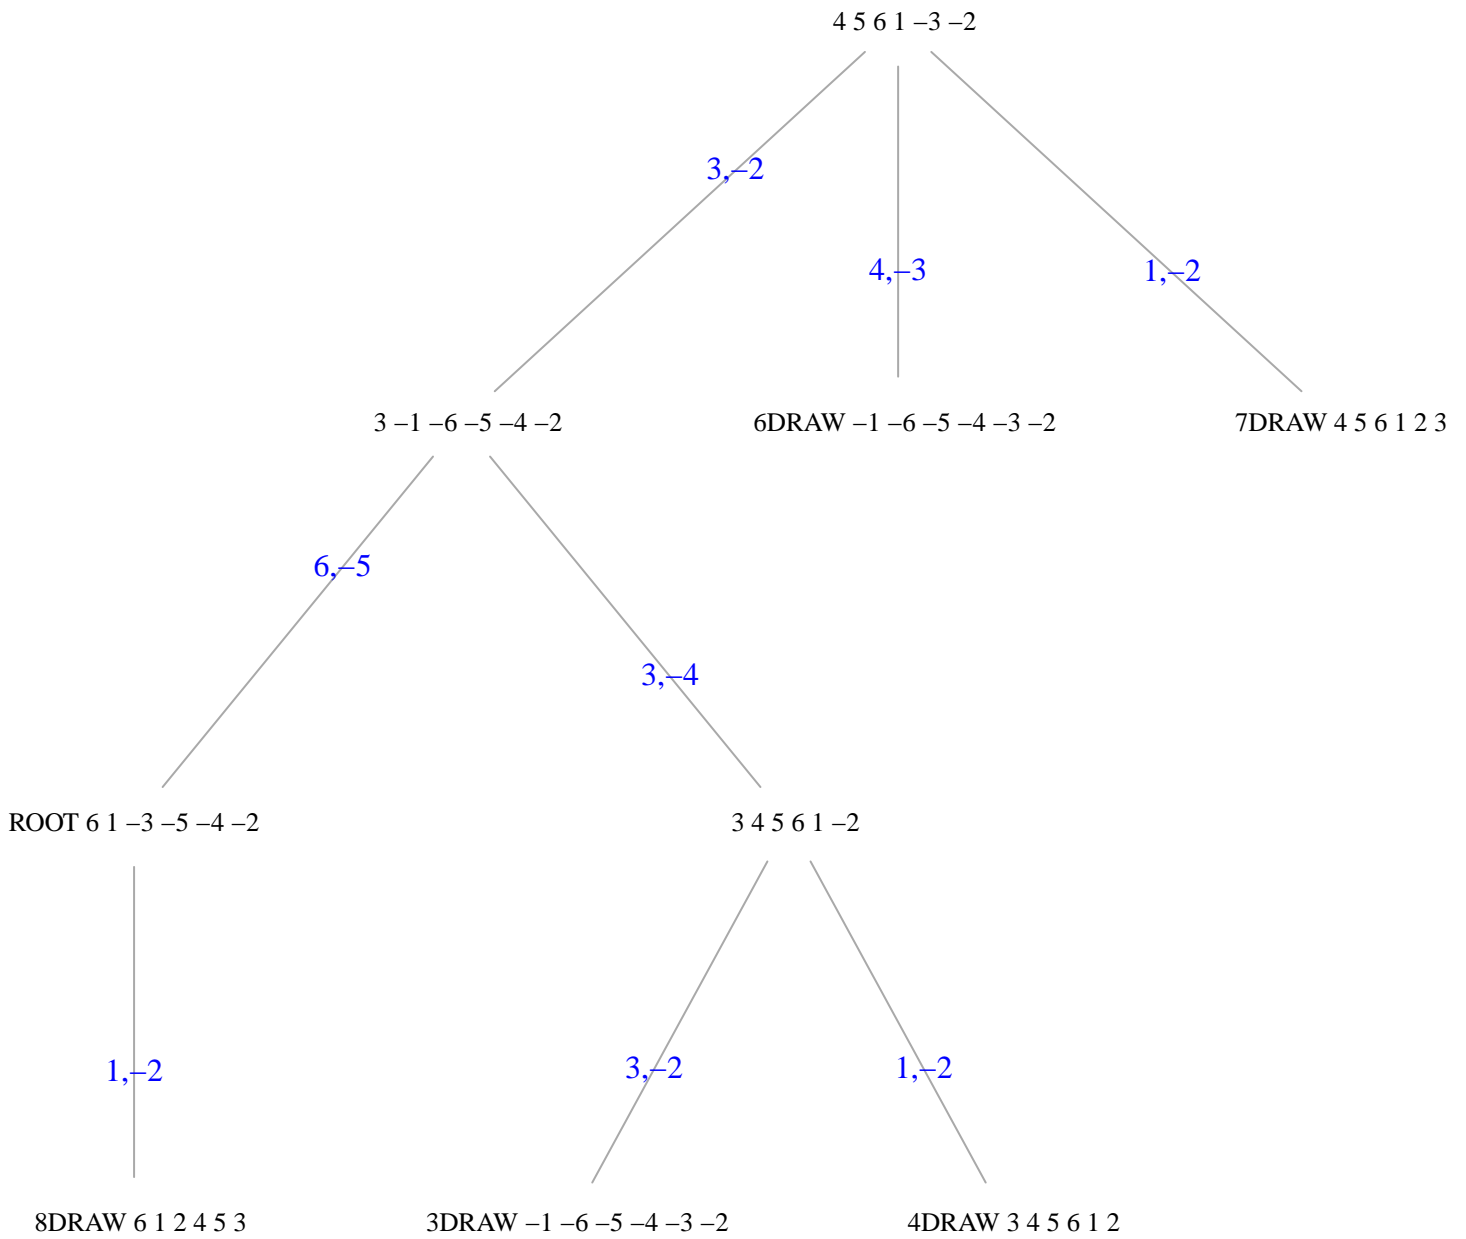 4 5 6 1 –3 –2
3,–2
4,–3
1,–2
3 –1 –6 –5 –4 –2
6DRAW –1 –6 –5 –4 –3 –2
7DRAW 4 5 6 1 2 3
6,–5
3,–4
ROOT 6 1 –3 –5 –4 –2
3 4 5 6 1 –2
1,–2
3,–2
1,–2
8DRAW 6 1 2 4 5 3
3DRAW –1 –6 –5 –4 –3 –2
4DRAW 3 4 5 6 1 2